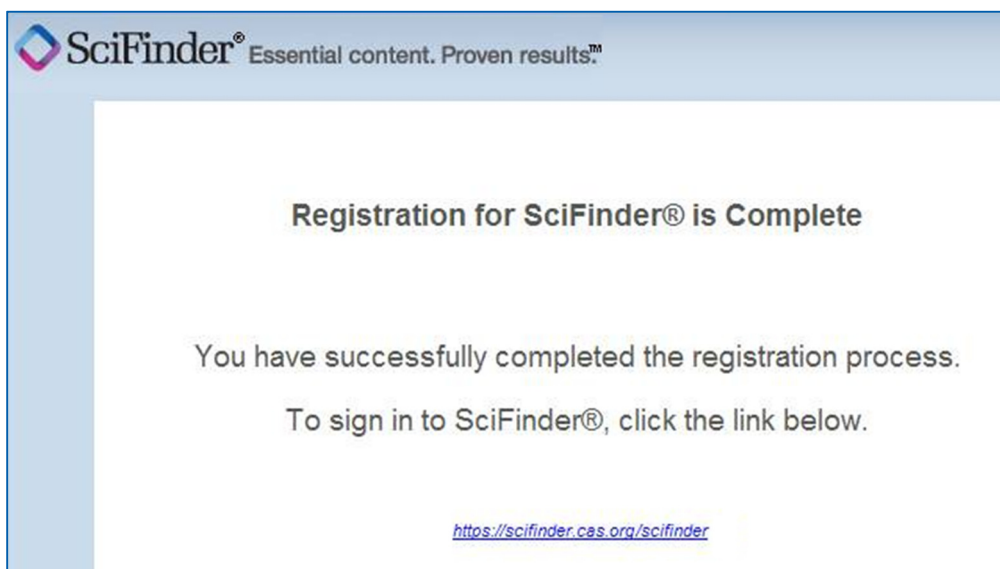 SciFinder® Essential content. Proven results.™
Registration for SciFinder® is Complete
You have successfully completed the registration process.
To sign in to SciFinder®, click the link below.
https://scifinder.cas.org/scifinder